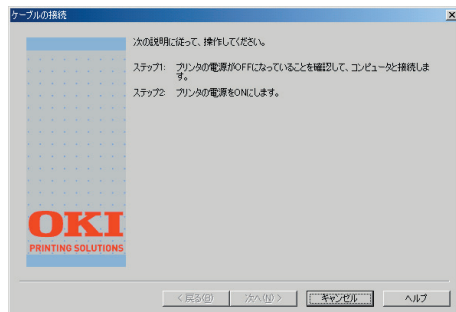 ケーブルの接続
次の説明に従って、操作してください。
ステップ1: プリンタの電源がOFFになっていることを確認して、コンピュータと接続しま
す。
ステップ2: プリンタの電源をONにします。
OKI
PRINTING SOLUTIONS
< 戻る(B) 次へ(N) > キャンセル ヘルプ